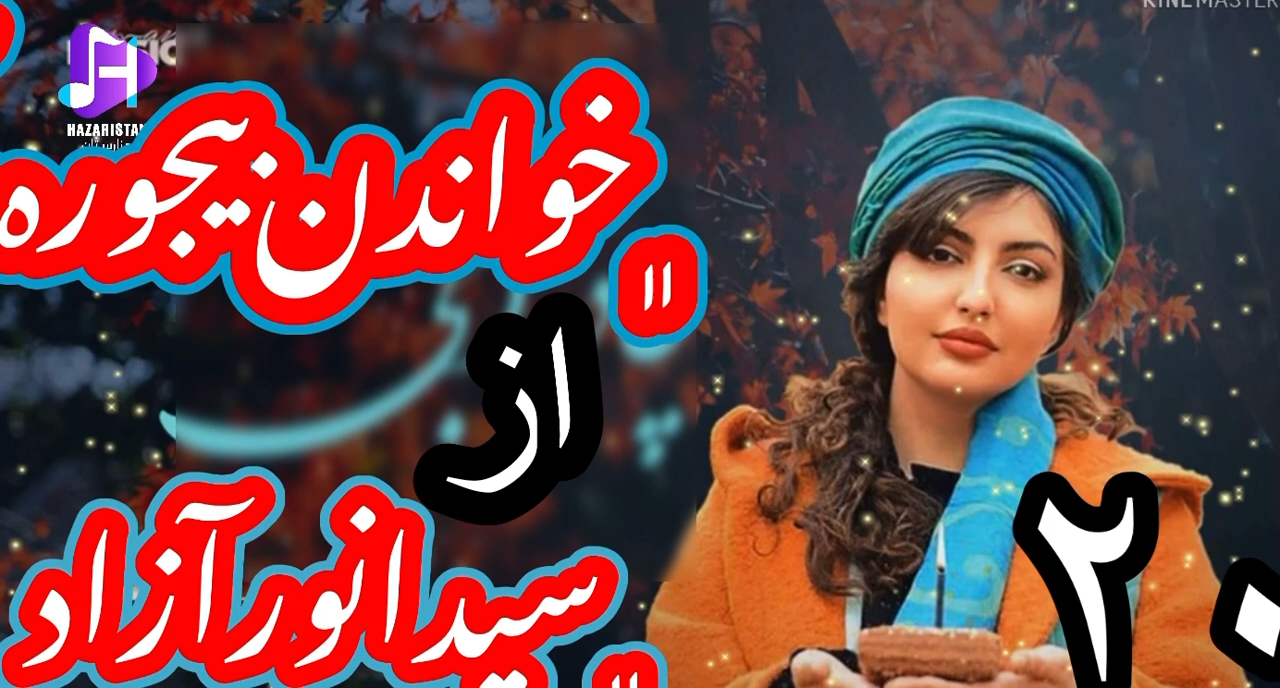 KINEMASTER
HAZARISTAN
خواندن بیجوره
"
از
سید انور آزاد
"
۲۰